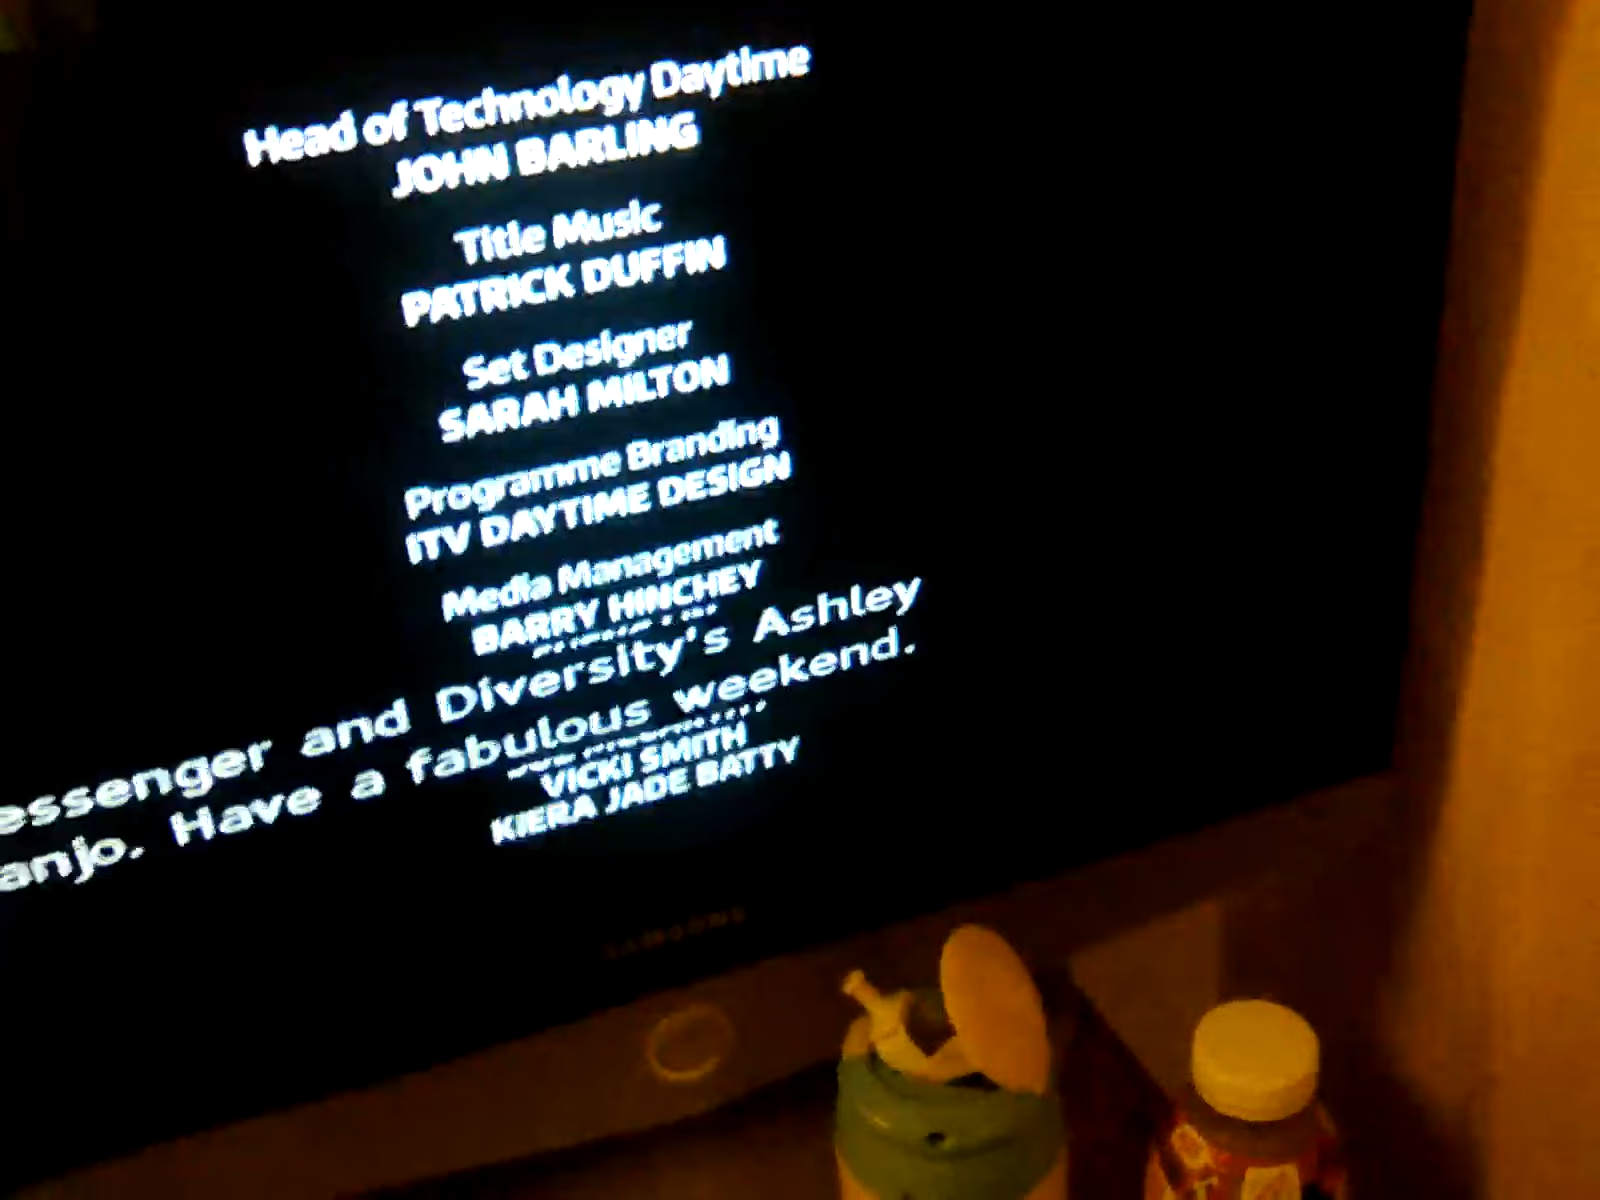 Head of Technology Daytime
JOHN BARLING
Title Music
PATRICK DUFFIN
Set Designer
SARAH MILTON
Programme Branding
ITV DAYTIME DESIGN
Media Management
BARRY HINCHEY
essenger and Diversity's Ashley
anjo. Have a fabulous weekend.
VICKI SMITH
KIERA JADE BATTY
SAMSUNG